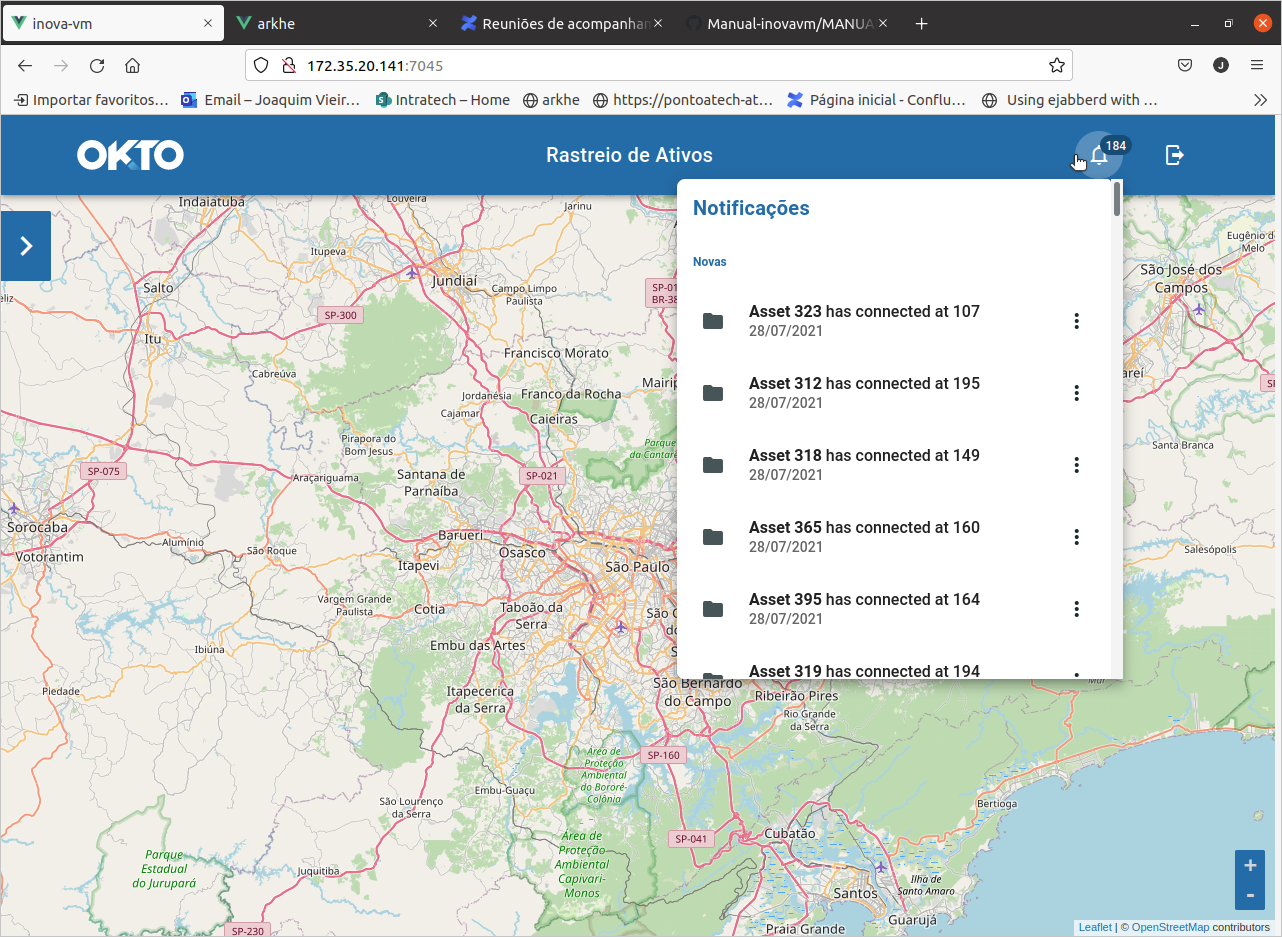 inova-vm
arkhe
Reuniões de acompanhar
Manual-inovavm/MANUA
172.35.20.141:7045
J
Importar favoritos…
Email – Joaquim Vieir…
Intratech – Home
arkhe
https://pontoatech-at…
Página inicial - Conflu…
Using ejabberd with …
OKTO
Rastreio de Ativos
184
Notificações
Novas
Asset 323 has connected at 107
28/07/2021
Asset 312 has connected at 195
28/07/2021
Asset 318 has connected at 149
28/07/2021
Asset 365 has connected at 160
28/07/2021
Asset 395 has connected at 164
28/07/2021
Asset 319 has connected at 194
Indaiatuba
Louveira
Jarinu
Itupeva
Jundiaí
Campo Limpo
Paulista
Salto
SP-300
Itu
Cabreúva
Francisco Morato
Jordanésia
Franco da Rocha
Cajamar
Caieiras
Pirapora do
Bom Jesus
SP-075
Araçariguama
Santana de
Parnaíba
SP-021
Sorocaba
Votorantim
Alumínio
São Roque
Barueri
Osasco
Itapevi
São Paulo
Vargem Grande
Paulista
Cotia
Taboão da
Serra
Embu das Artes
Ibiúna
Piedade
Itapecerica
da Serra
São Bernardo
do Campo
Ribeirão Pires
Rio Grande
da Serra
SP-160
Área de
Proteção
Ambiental
do Bororé-
Colônia
Embu-Guaçu
São Lourenço
da Serra
SP-041
Cubatão
Bertioga
Parque
Estadual
do Jurupará
Área de
Proteção
Ambiental
Capivari-
Monos
Juquitiba
Santos
Ilha de
Santo Amaro
Guarujá
Praia Grande
SP-230
Eugênio de
Melo
São José dos
Campos
Santa Branca
Salesópolis
+
-
Leaflet | © OpenStreetMap contributors